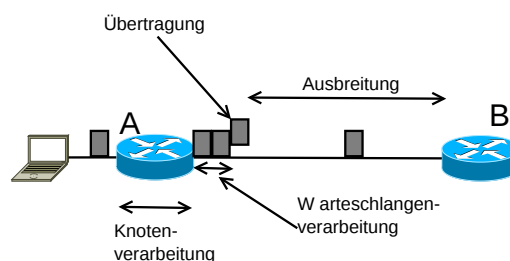 Übertragung
Ausbreitung
A
B
W arteschlangen-
verarbeitung
Knoten-
verarbeitung